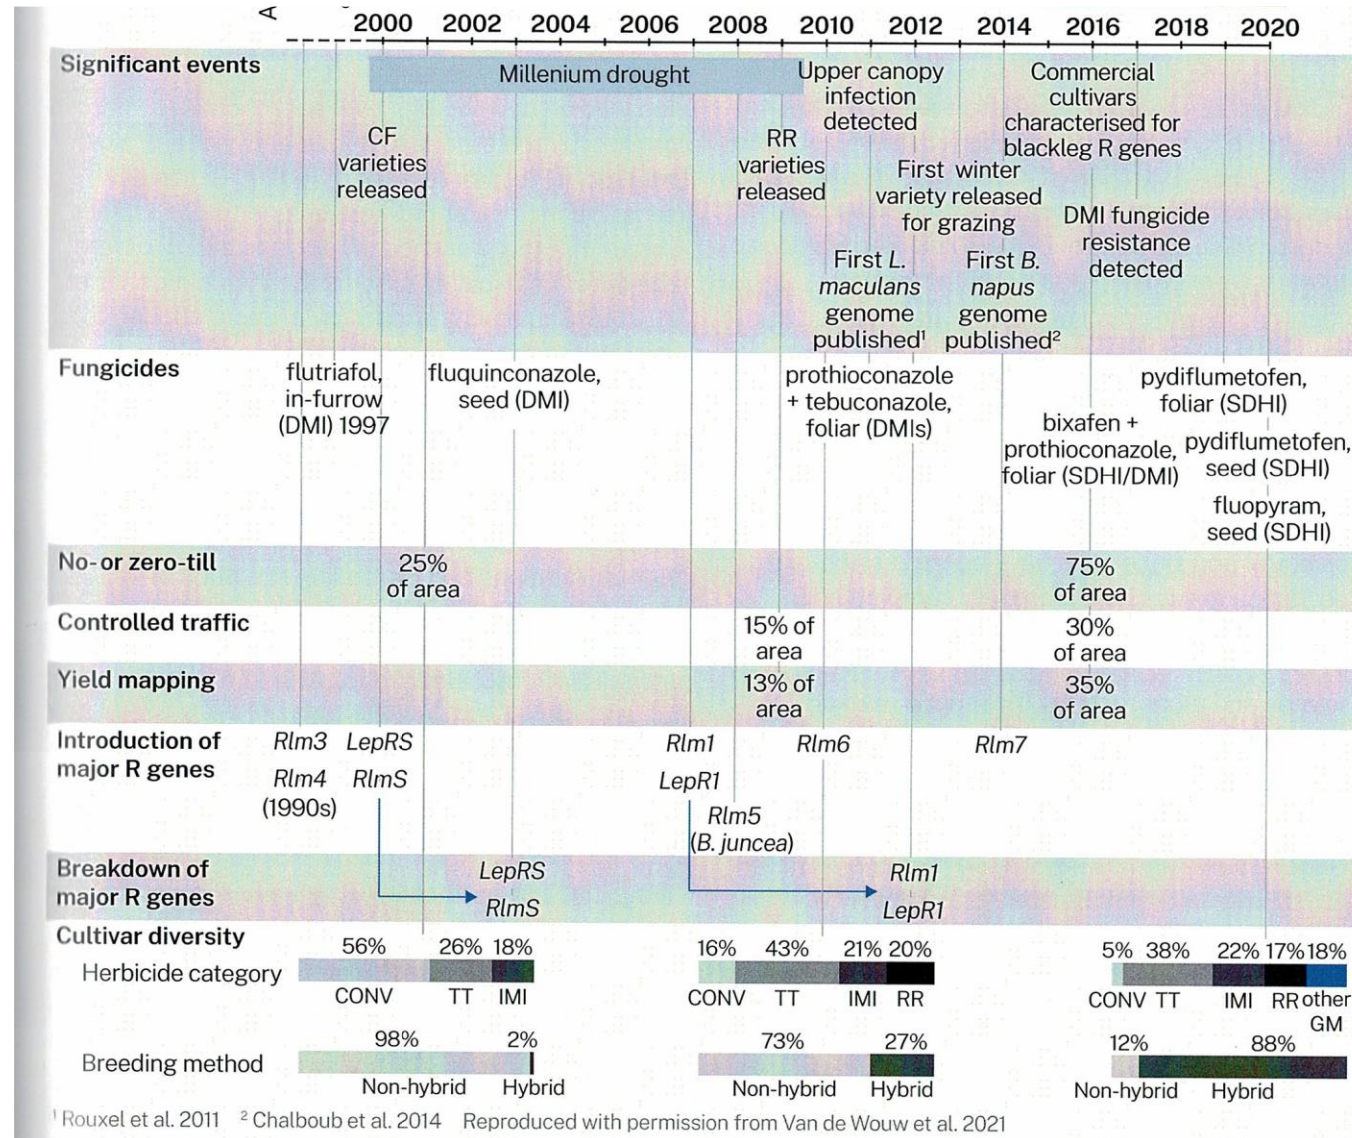 2000 2002 2004 2006 2008 2010 2012 2014 2016 2018 2020
Significant events
Millenium drought
CF
varieties
released
RR
varieties
released
Upper canopy
infection
detected
First winter
variety released
for grazing
First L.
maculans
genome
published¹
First B.
napus
genome
published²
Commercial
cultivars
characterised for
blackleg R genes
DMI fungicide
resistance
detected
Fungicides
flutriafol,
in-furrow
(DMI) 1997
fluquinconazole,
seed (DMI)
prothioconazole
+ tebuconazole,
foliar (DMIs)
bixafen +
prothioconazole,
foliar (SDHI/DMI)
pydiflumetofen,
foliar (SDHI)
pydiflumetofen,
seed (SDHI)
fluopyram,
seed (SDHI)
No-or zero-till
25%
of area
75%
of area
Controlled traffic
15% of
area
30%
of area
Yield mapping
13% of
area
35%
of area
Introduction of
major R genes
Rlm3 LepRS Rlm1 Rlm6 Rlm7
Rlm4 RlmS LepR1
(1990s)
Rlm5
(B. juncea)
Breakdown of
major R genes
LepRS
RlmS
Rlm1
LepR1
Cultivar diversity
Herbicide category
56% 26% 18%
CONV TT IMI
16% 43% 21% 20%
CONV TT IMI RR
5% 38% 22% 17% 18%
CONV TT IMI RR other
GM
Breeding method
98% 2%
Non-hybrid Hybrid
73% 27%
Non-hybrid Hybrid
12% 88%
Non-hybrid Hybrid
¹ Rouxel et al. 2011 ² Chalboub et al. 2014 Reproduced with permission from Van de Wouw et al. 2021